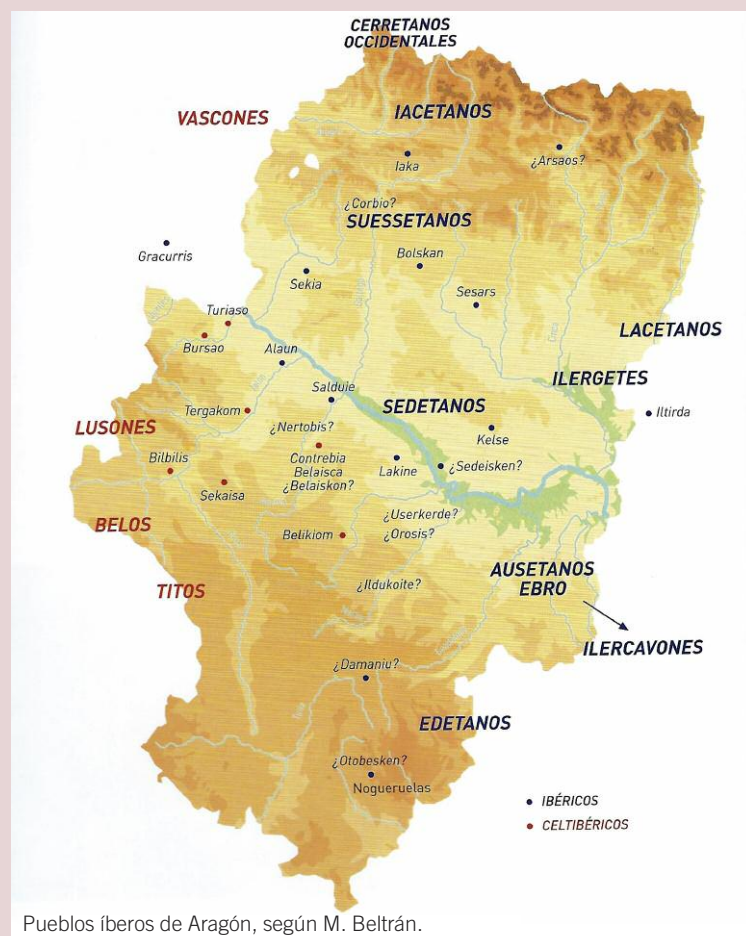 CERRETANOS
OCCIDENTALES
VASCONES
IACETANOS
Iaka
¿Arsaos?
¿Corbio?
SUESSETANOS
Gracurris
Bolskan
Sekia
Sesars
Turiaso
LACETANOS
Bursao
Alaun
ILERGETES
Salduie
SEDETANOS
Tergakom
Iltirda
LUSONES
¿Nertobis?
Kelse
Contrebia
Belaisca
¿Belaiskon?
Bilbilis
Lakine
¿Sedeisken?
Sekaisa
BELOS
¿Userkerde?
Belikiom
¿Orosis?
AUSETANOS
EBRO
TITOS
¿Ildukoite?
ILERCAVONES
¿Damaniu?
EDETANOS
¿Otobesken?
Nogueruelas
IBÉRICOS
CELTIBÉRICOS
Pueblos íberos de Aragón, según M. Beltrán.